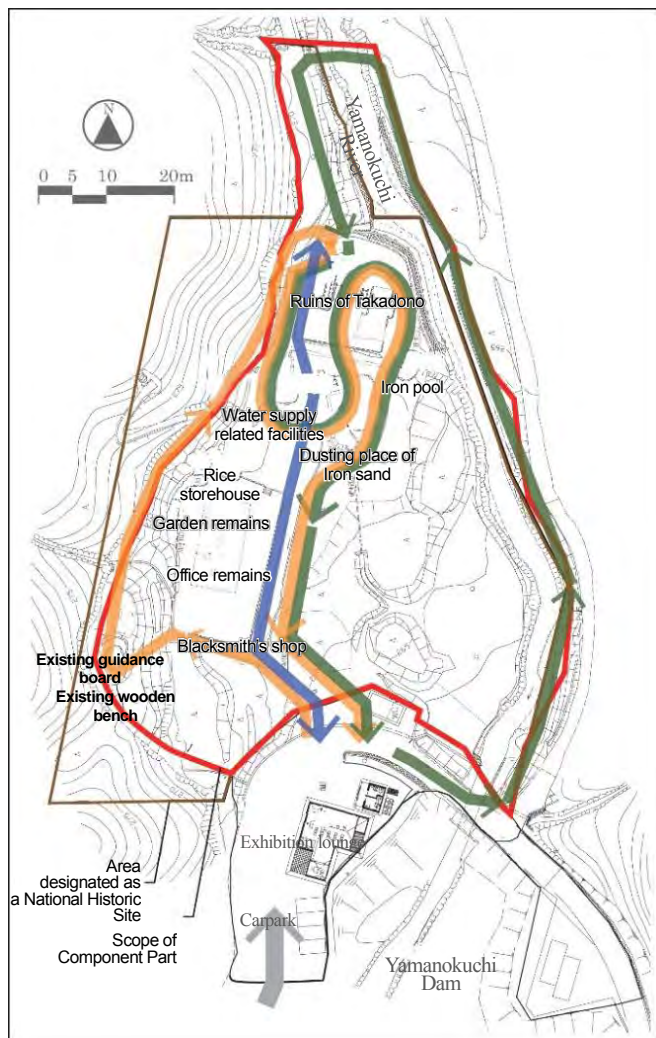 N
0 5 10 20m
Yamanokuchi
River
Ruins of Takadono
Iron pool
Water supply
related facilities
Dusting place of
Iron sand
Rice
storehouse
Garden remains
Office remains
Blacksmith's shop
Existing guidance
board
Existing wooden
bench
Exhibition lounge
Area
designated as
a National Historic
Site
Scope of
Component Part
Carpark
Yamanokuchi
Dam